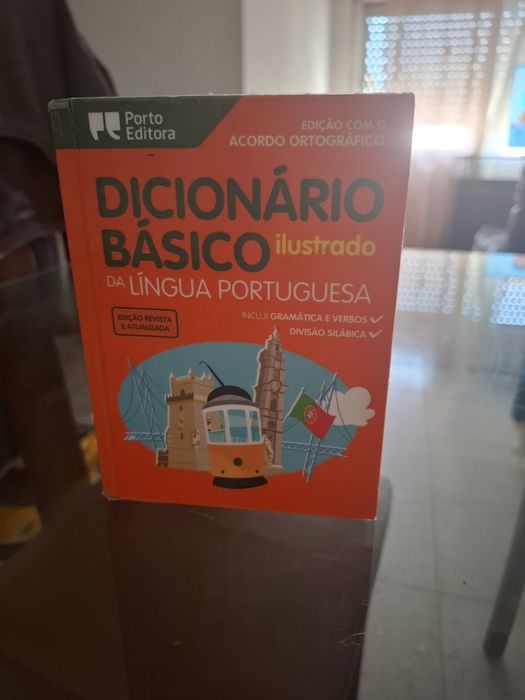 Porto
Editora
EDIÇÃO COM O
ACORDO ORTOGRÁFICO
DICIONÁRIO
BÁSICO ilustrado
DA LÍNGUA PORTUGUESA
INCLUI GRAMÁTICA E VERBOS
DIVISÃO SILÁBICA
EDIÇÃO REVISTA
E ATUALIZADA